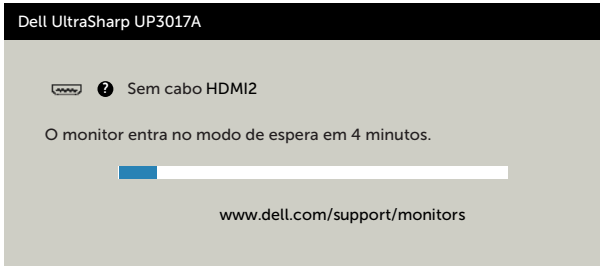 Dell UltraSharp UP3017A
? Sem cabo HDMI2
O monitor entra no modo de espera em 4 minutos.
www.dell.com/support/monitors